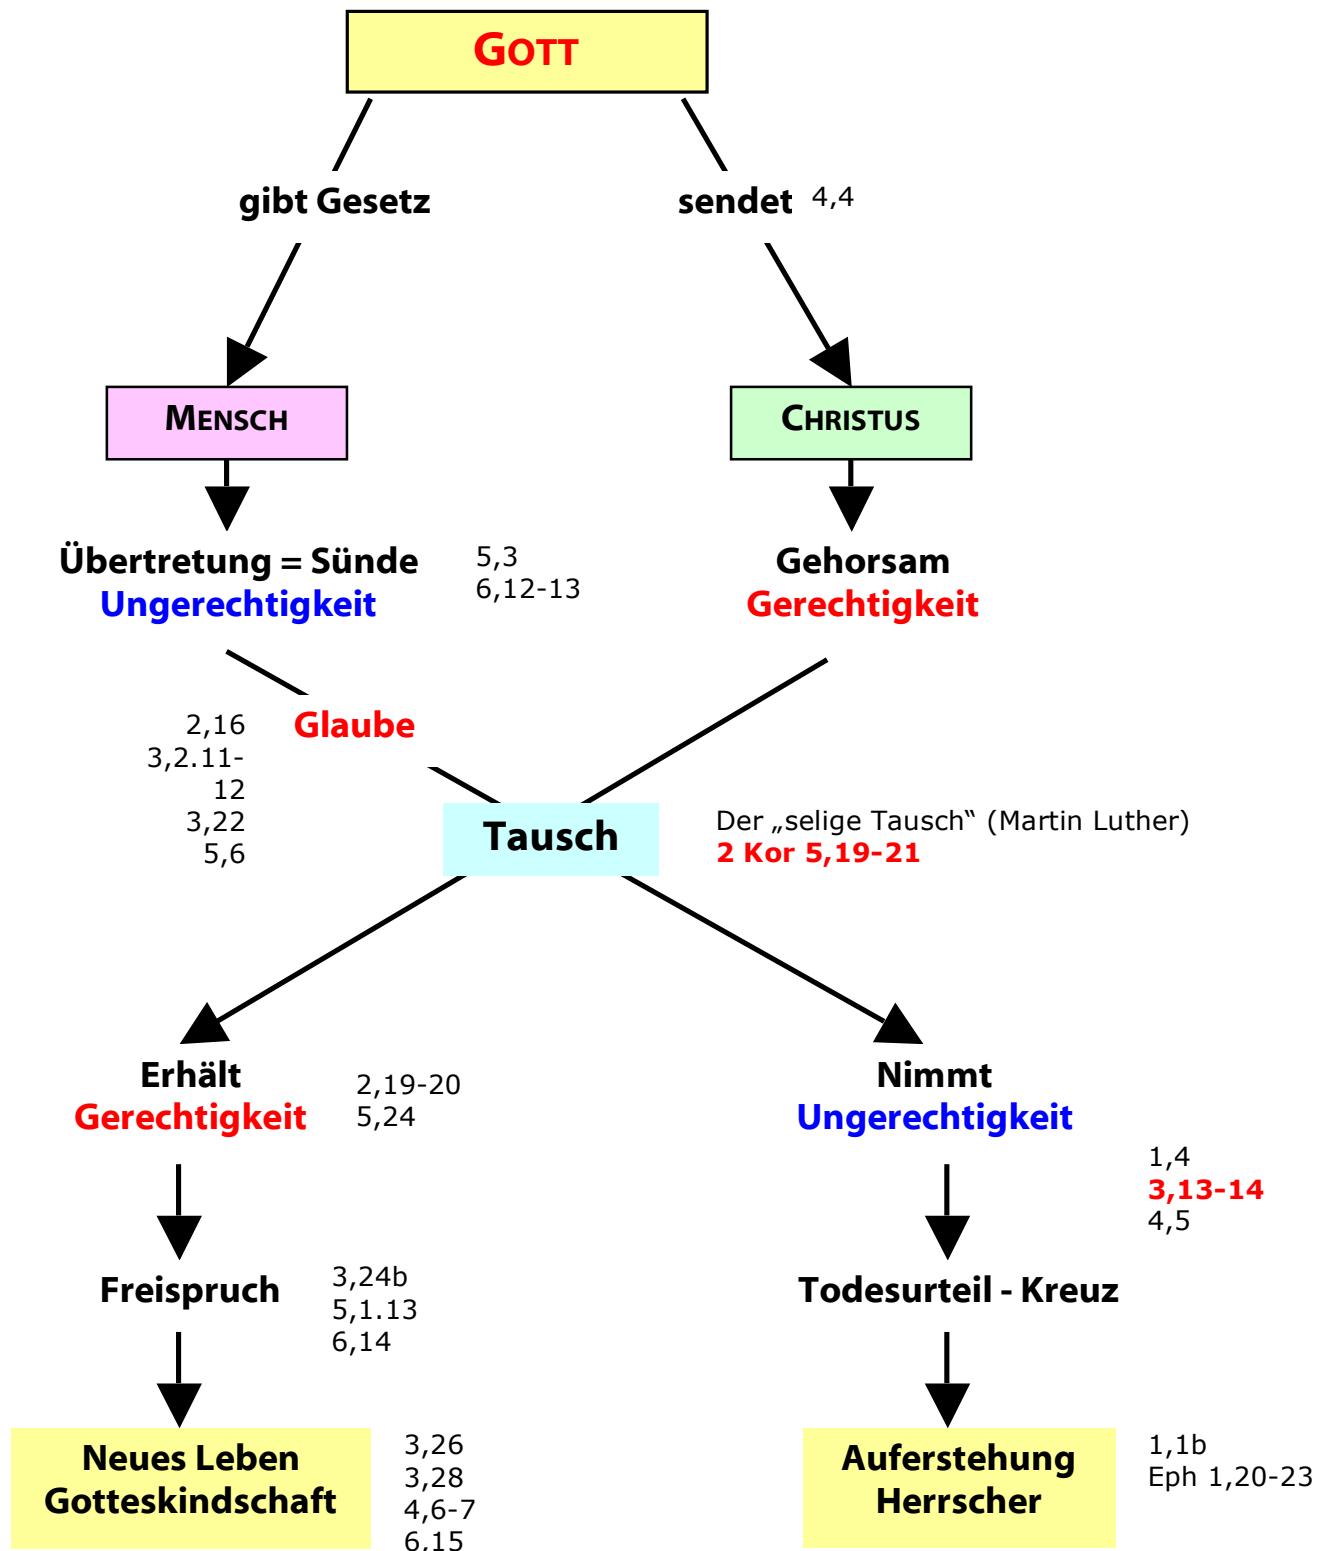 GOTT
gibt Gesetz
sendet 4,4
MENSCH
CHRISTUS
Übertretung = Sünde
Ungerechtigkeit
5,3
6,12-13
Gehorsam
Gerechtigkeit
2,16
3,2.11-
12
3,22
5,6
Glaube
Tausch
Der „selige Tausch“ (Martin Luther)
2 Kor 5,19-21
Erhält
Gerechtigkeit
2,19-20
5,24
Nimmt
Ungerechtigkeit
1,4
3,13-14
4,5
Freispruch
3,24b
5,1.13
6,14
Todesurteil - Kreuz
Neues Leben
Gotteskindschaft
3,26
3,28
4,6-7
6,15
Auferstehung
Herrscher
1,1b
Eph 1,20-23